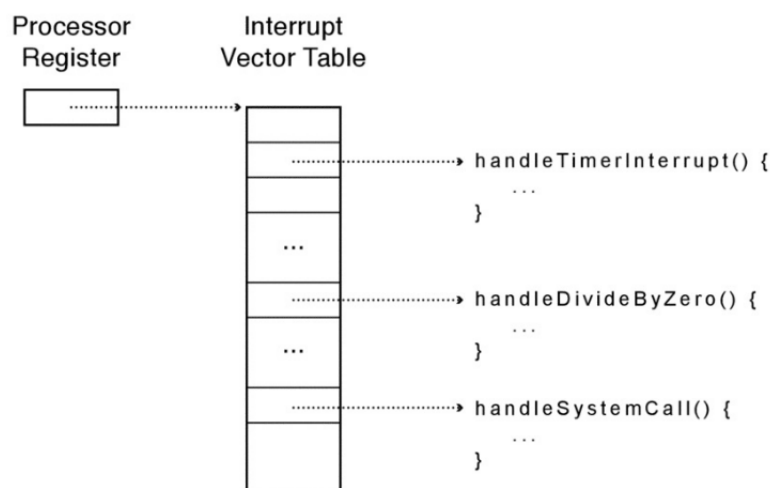 Processor
Register
Interrupt
Vector Table
handleTimerInterrupt() {
...
}
...
handleDivideByZero() {
...
}
...
handleSystemCall() {
...
}